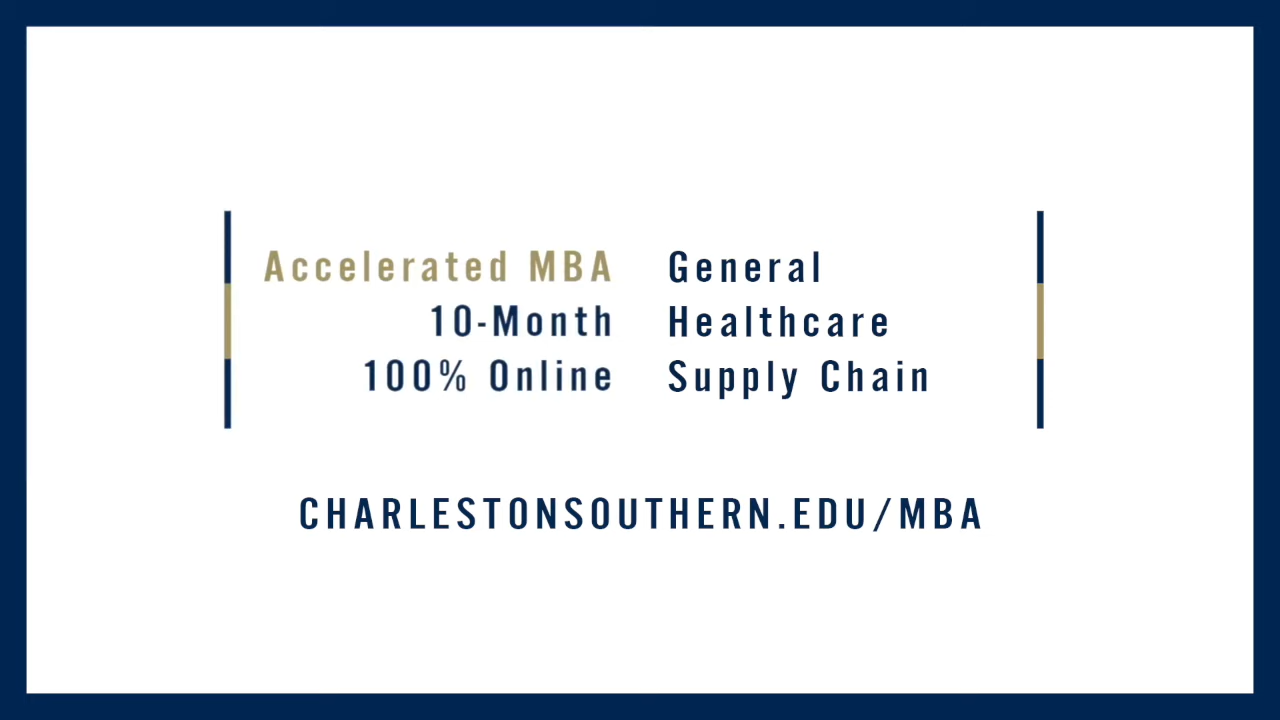 Accelerated MBA
10-Month
100% Online
General
Healthcare
Supply Chain
CHARLESTONSOUTHERN.EDU/MBA